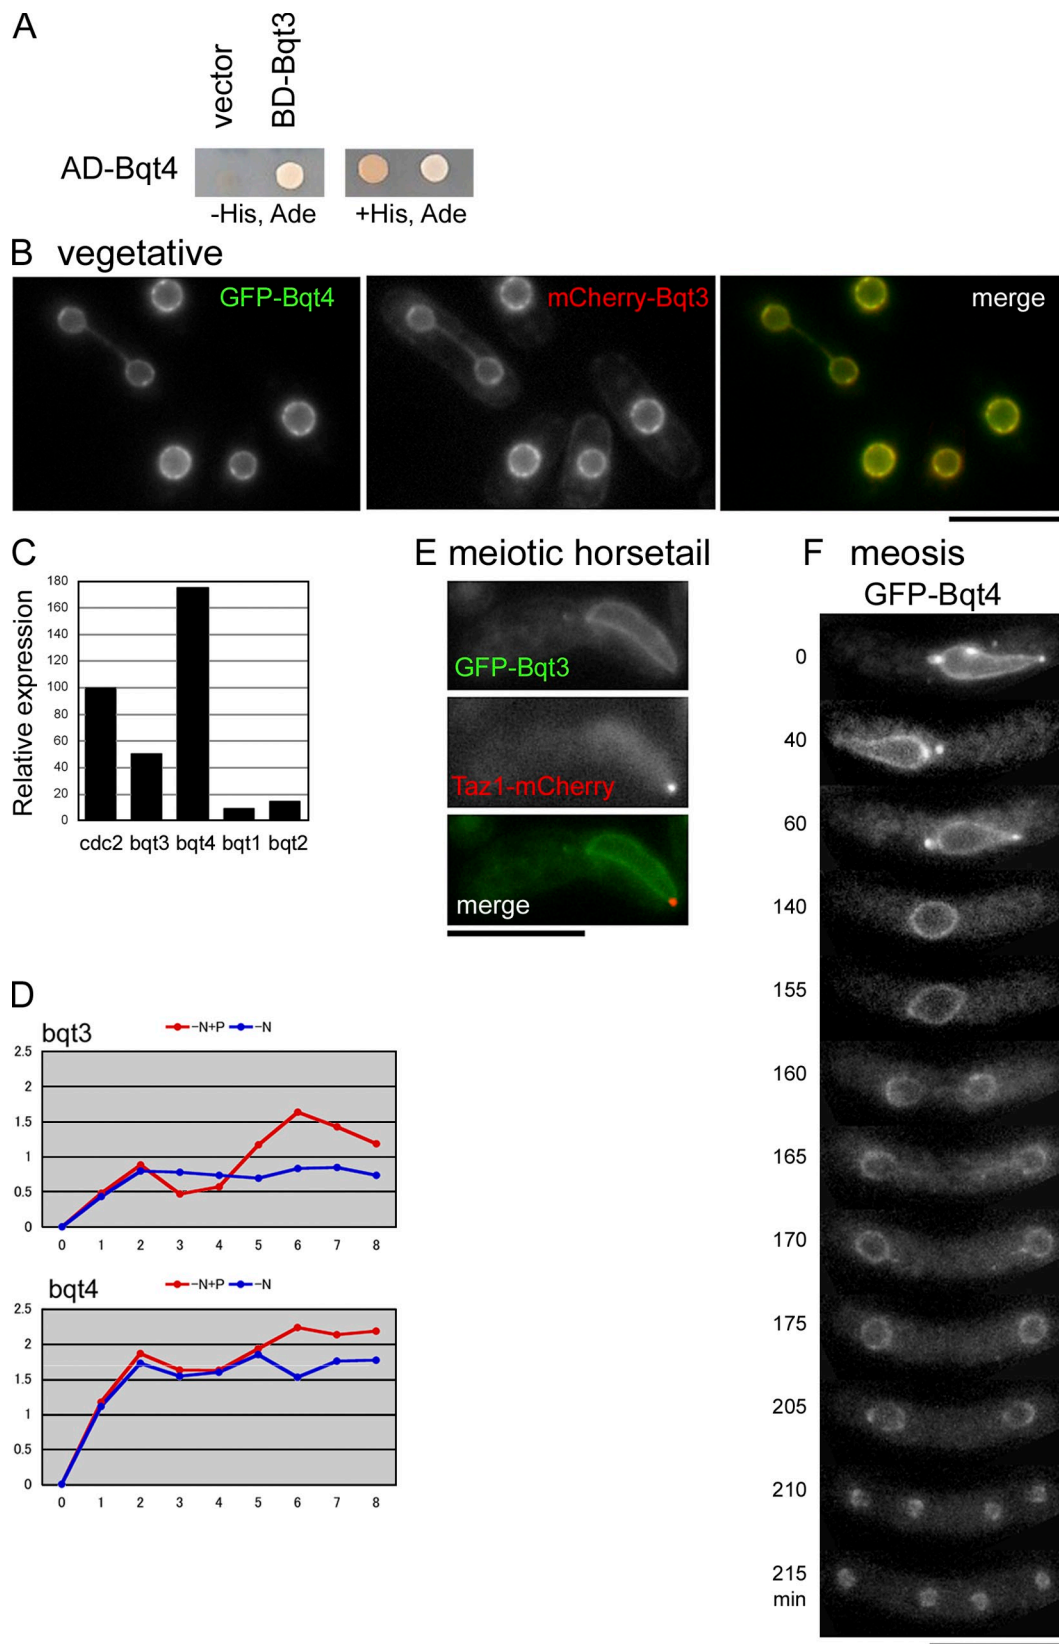 A
vector
BD-Bqt3
AD-Bqt4
-His, Ade
+His, Ade
B vegetative
GFP-Bqt4
mCherry-Bqt3
merge
C
Relative expression
180
160
140
120
100
80
60
40
20
0
cdc2 bqt3 bqt4 bqt1 bqt2
E meiotic horsetail
GFP-Bqt3
Taz1-mCherry
merge
F meosis
GFP-Bqt4
0
40
60
140
155
160
165
170
175
205
210
215
min
D
bqt3
-N+P -N
2.5
2
1.5
1
0.5
0
0 1 2 3 4 5 6 7 8
bqt4
-N+P -N
2.5
2
1.5
1
0.5
0
0 1 2 3 4 5 6 7 8